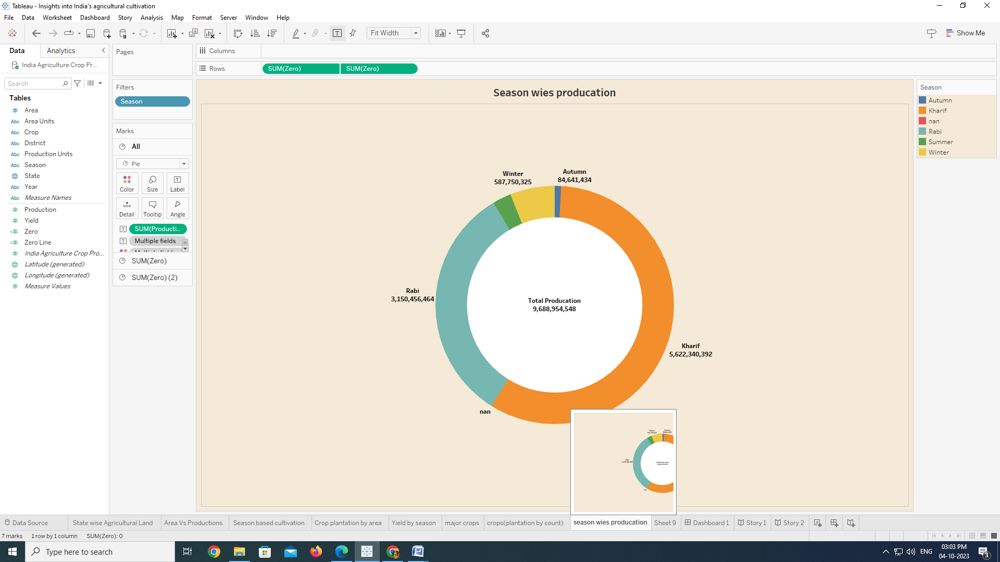 Tableau - Insights into India's agricultural cultivation
File Data Worksheet Dashboard Story Analysis Map Format Server Window Help
Fit Width
Show Me
Data Analytics
India Agriculture Crop Pr...
Search
Tables
Area
Abc Area Units
Abc Crop
Abc District
Abc Production Units
Abc Season
State
Abc Year
Abc Measure Names
Production
Yield
Zero
Zero Line
India Agriculture Crop Pro...
Latitude (generated)
Longitude (generated)
Measure Values
Pages
Filters
Season
Marks
All
Pie
Color Size Label
Detail Tooltip Angle
SUM(Producti..
Multiple fields
SUM(Zero)
SUM(Zero) (2)
Columns
Rows SUM(Zero) SUM(Zero)
Season wies producation
Winter
587,750,325
Autumn
84,641,434
Rabi
3,150,456,464
Total Producation
9,688,954,548
Kharif
5,622,340,392
nan
Season
Autumn
Kharif
nan
Rabi
Summer
Winter
Data Source State wise Agricultural Land Area Vs Productions Season based cultivation Crop plantation by area Yield by season major crops crops(plantation by count) season wies producation Sheet 9 Dashboard 1 Story 1 Story 2
7 marks 1 row by 1 column SUM(Zero): 0
Type here to search
ENG
03:03 PM
04-10-2023
3